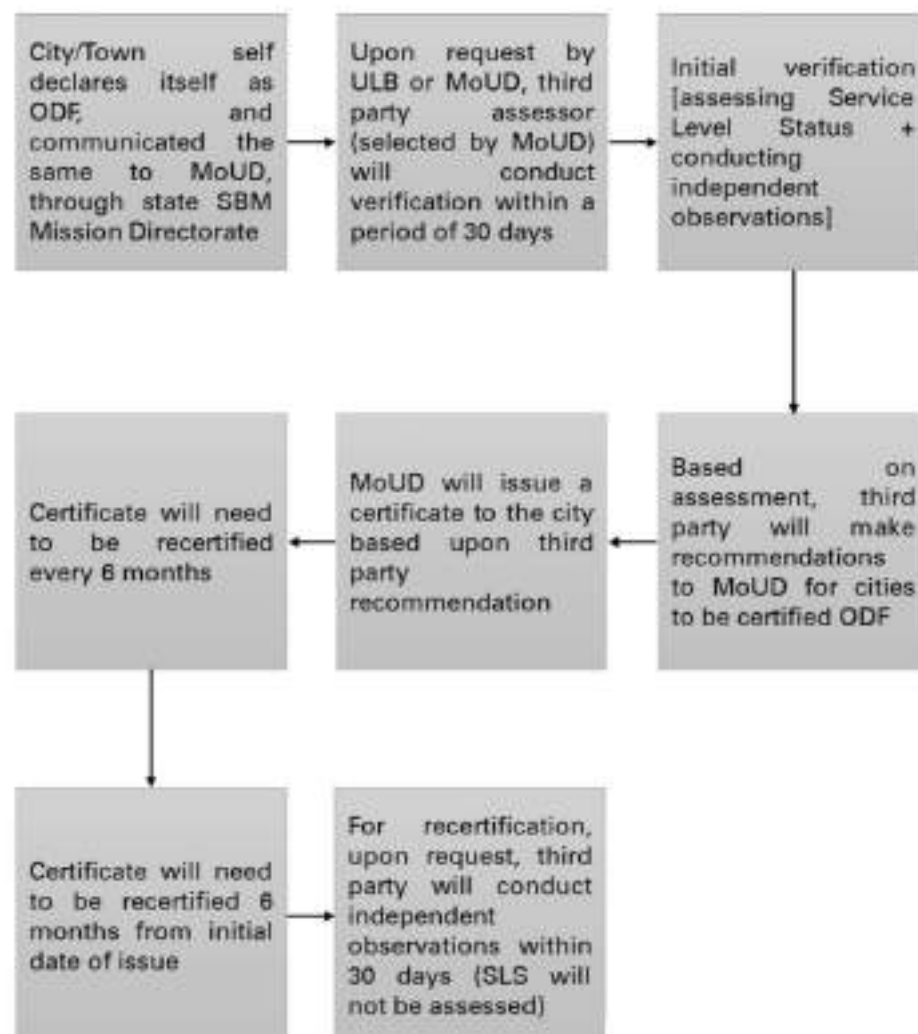 City/Town self
declares itself as
ODF, and
communicated the
same to MoUD,
through state SBM
Mission Directorate
Upon request by
ULB or MoUD, third
party assessor
(selected by MoUD)
will conduct
verification within a
period of 30 days
Initial verification
[assessing Service
Level Status +
conducting
independent
observations]
Based on
assessment, third
party will make
recommendations
to MoUD for cities
to be certified ODF
MoUD will issue a
certificate to the city
based upon third
party
recommendation
Certificate will need
to be recertified
every 6 months
Certificate will need
to be recertified 6
months from initial
date of issue
For recertification,
upon request, third
party will conduct
independent
observations within
30 days (SLS will
not be assessed)